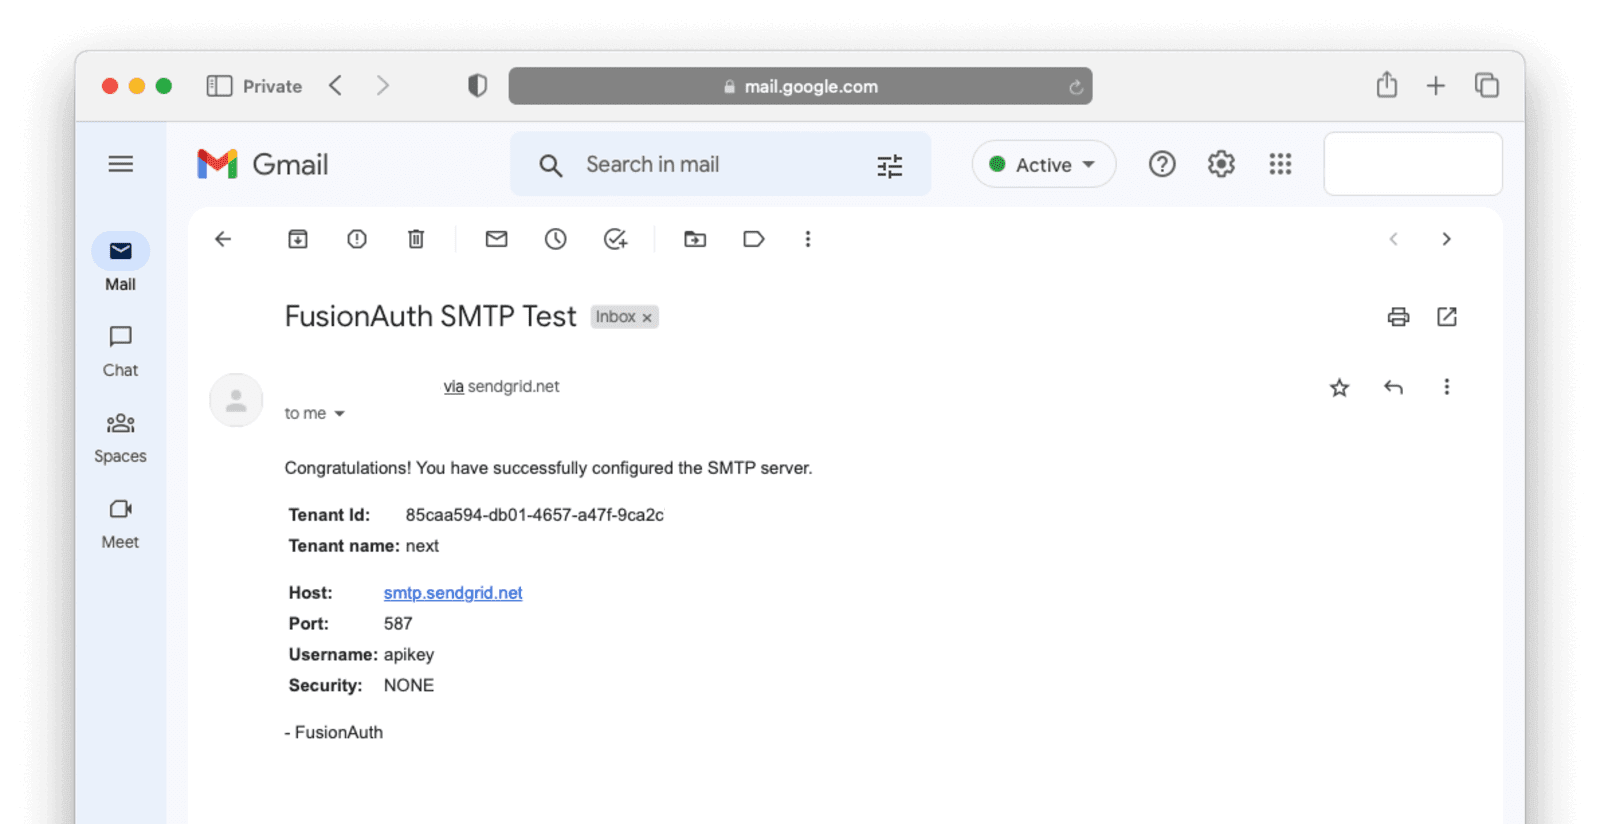 Private
mail.google.com
Gmail
Search in mail
Active
Mail
Chat
Spaces
Meet
FusionAuth SMTP Test Inbox x
via sendgrid.net
to me
Congratulations! You have successfully configured the SMTP server.
Tenant Id: 85caa594-db01-4657-a47f-9ca2c
Tenant name: next
Host: smtp.sendgrid.net
Port: 587
Username: apikey
Security: NONE
- FusionAuth